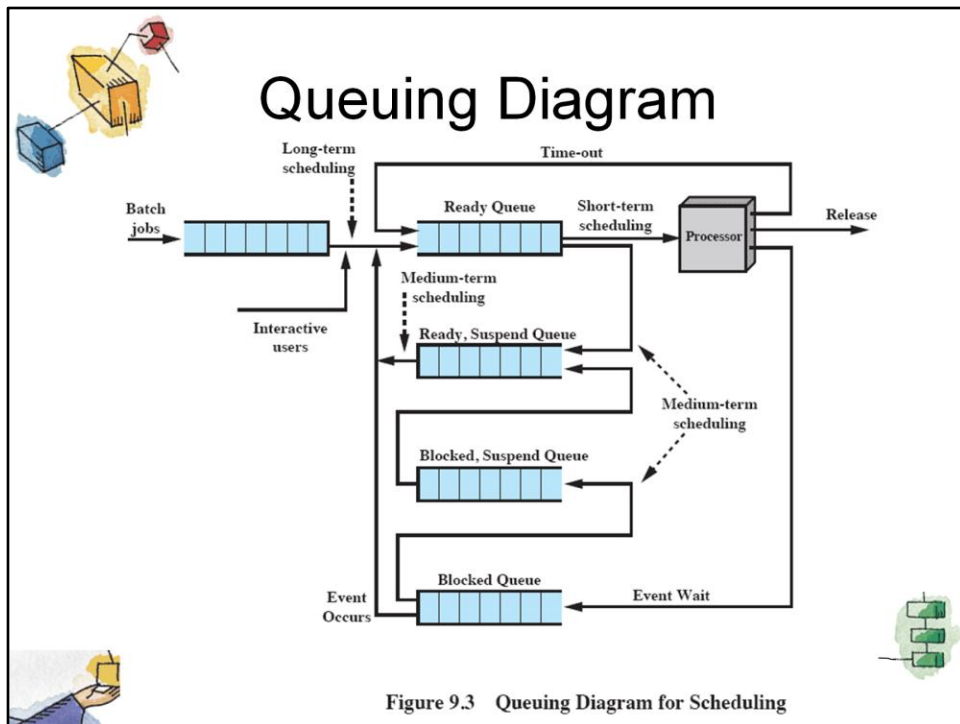 Queuing Diagram
Long-term
scheduling
Time-out
Batch
jobs
Ready Queue
Short-term
scheduling
Processor
Release
Medium-term
scheduling
Interactive
users
Ready, Suspend Queue
Medium-term
scheduling
Blocked, Suspend Queue
Blocked Queue
Event
Occurs
Event Wait
Figure 9.3 Queuing Diagram for Scheduling